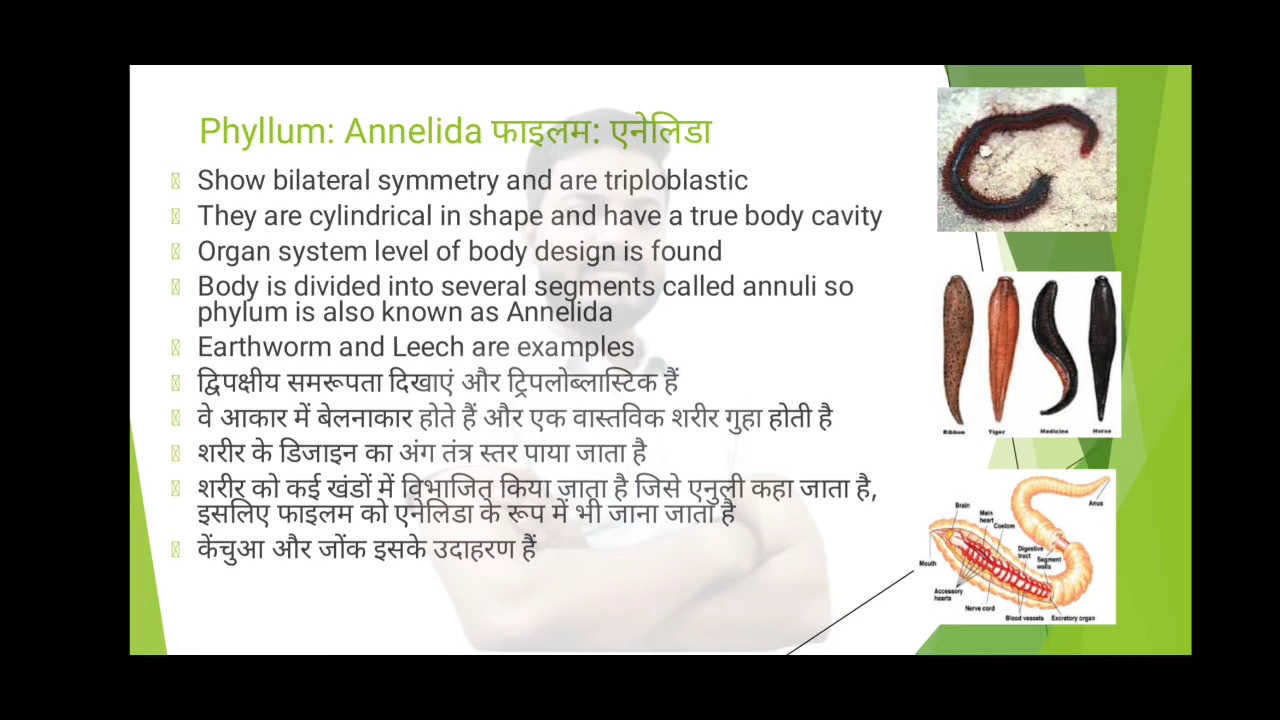 Phyllum: Annelida फाइलम: एनेलिडा
Show bilateral symmetry and are triploblastic
They are cylindrical in shape and have a true body cavity
Organ system level of body design is found
Body is divided into several segments called annuli so
phylum is also known as Annelida
Earthworm and Leech are examples
द्विपक्षीय समरूपता दिखाएं और ट्रिपलोब्लास्टिक हैं
वे आकार में बेलनाकार होते हैं और एक वास्तविक शरीर गुहा होती है
शरीर के डिजाइन का अंग तंत्र स्तर पाया जाता है
शरीर को कई खंडों में विभाजित किया जाता है जिसे एनुली कहा जाता है,
इसलिए फाइलम को एनेलिडा के रूप में भी जाना जाता है
केंचुआ और जोंक इसके उदाहरण हैं
Ribbon Tiger Medicine Horse
Brain
Main
heart
Coelom
Anus
Digestive
tract
Segment
walls
Mouth
Accessory
hearts
Nerve cord
Blood vessels
Excretory organ